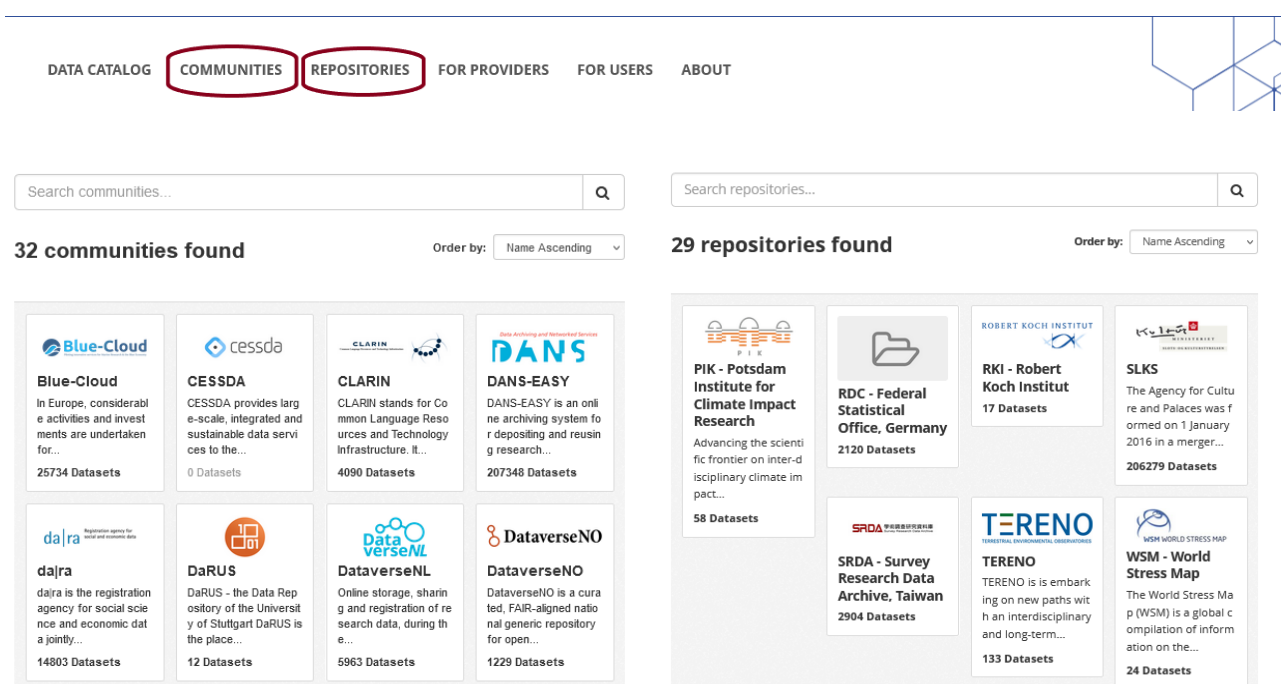 DATA CATALOG COMMUNITIES REPOSITORIES FOR PROVIDERS FOR USERS ABOUT
Search communities...
32 communities found
Order by: Name Ascending
Blue-Cloud
Blue-Cloud
In Europe, considerabl
e activities and invest
ments are undertaken
for...
25734 Datasets
cessda
CESSDA
CESSDA provides larg
e-scale, integrated and
sustainable data servi
ces to the...
0 Datasets
CLARIN
CLARIN
CLARIN stands for Co
mmon Language Reso
urces and Technology
Infrastructure. It...
4090 Datasets
Data Archiving and Networked Services
DANS
DANS-EASY
DANS-EASY is an onli
ne archiving system fo
r depositing and reusin
g research...
207348 Datasets
da|ra Registration agency for
social and economic data
da|ra
da|ra is the registration
agency for social scie
nce and economic dat
a jointly...
14803 Datasets
DaRUS
DaRUS - the Data Rep
ository of the Universit
y of Stuttgart DaRUS is
the place...
12 Datasets
Data
verseNL
DataverseNL
Online storage, sharin
g and registration of re
search data, during th
e...
5963 Datasets
DataverseNO
DataverseNO
DataverseNO is a cura
ted, FAIR-aligned natio
nal generic repository
for open...
1229 Datasets
Search repositories...
29 repositories found
Order by: Name Ascending
PIK
PIK - Potsdam
Institute for
Climate Impact
Research
Advancing the scienti
fic frontier on inter-d
isciplinary climate im
pact...
58 Datasets
RDC - Federal
Statistical
Office, Germany
2120 Datasets
ROBERT KOCH INSTITUT
RKI - Robert
Koch Institut
17 Datasets
SLKS
The Agency for Cultu
re and Palaces was f
ormed on 1 January
2016 in a merger...
206279 Datasets
SRDA 學術調查研究資料庫
Survey Research Data Archive
SRDA - Survey
Research Data
Archive, Taiwan
2904 Datasets
TERENO
TERRESTRIAL ENVIRONMENTAL OBSERVATORIES
TERENO
TERENO is is embark
ing on new paths wit
h an interdisciplinary
and long-term...
133 Datasets
WSM WORLD STRESS MAP
WSM - World
Stress Map
The World Stress Ma
p (WSM) is a global c
ompilation of inform
ation on the...
24 Datasets